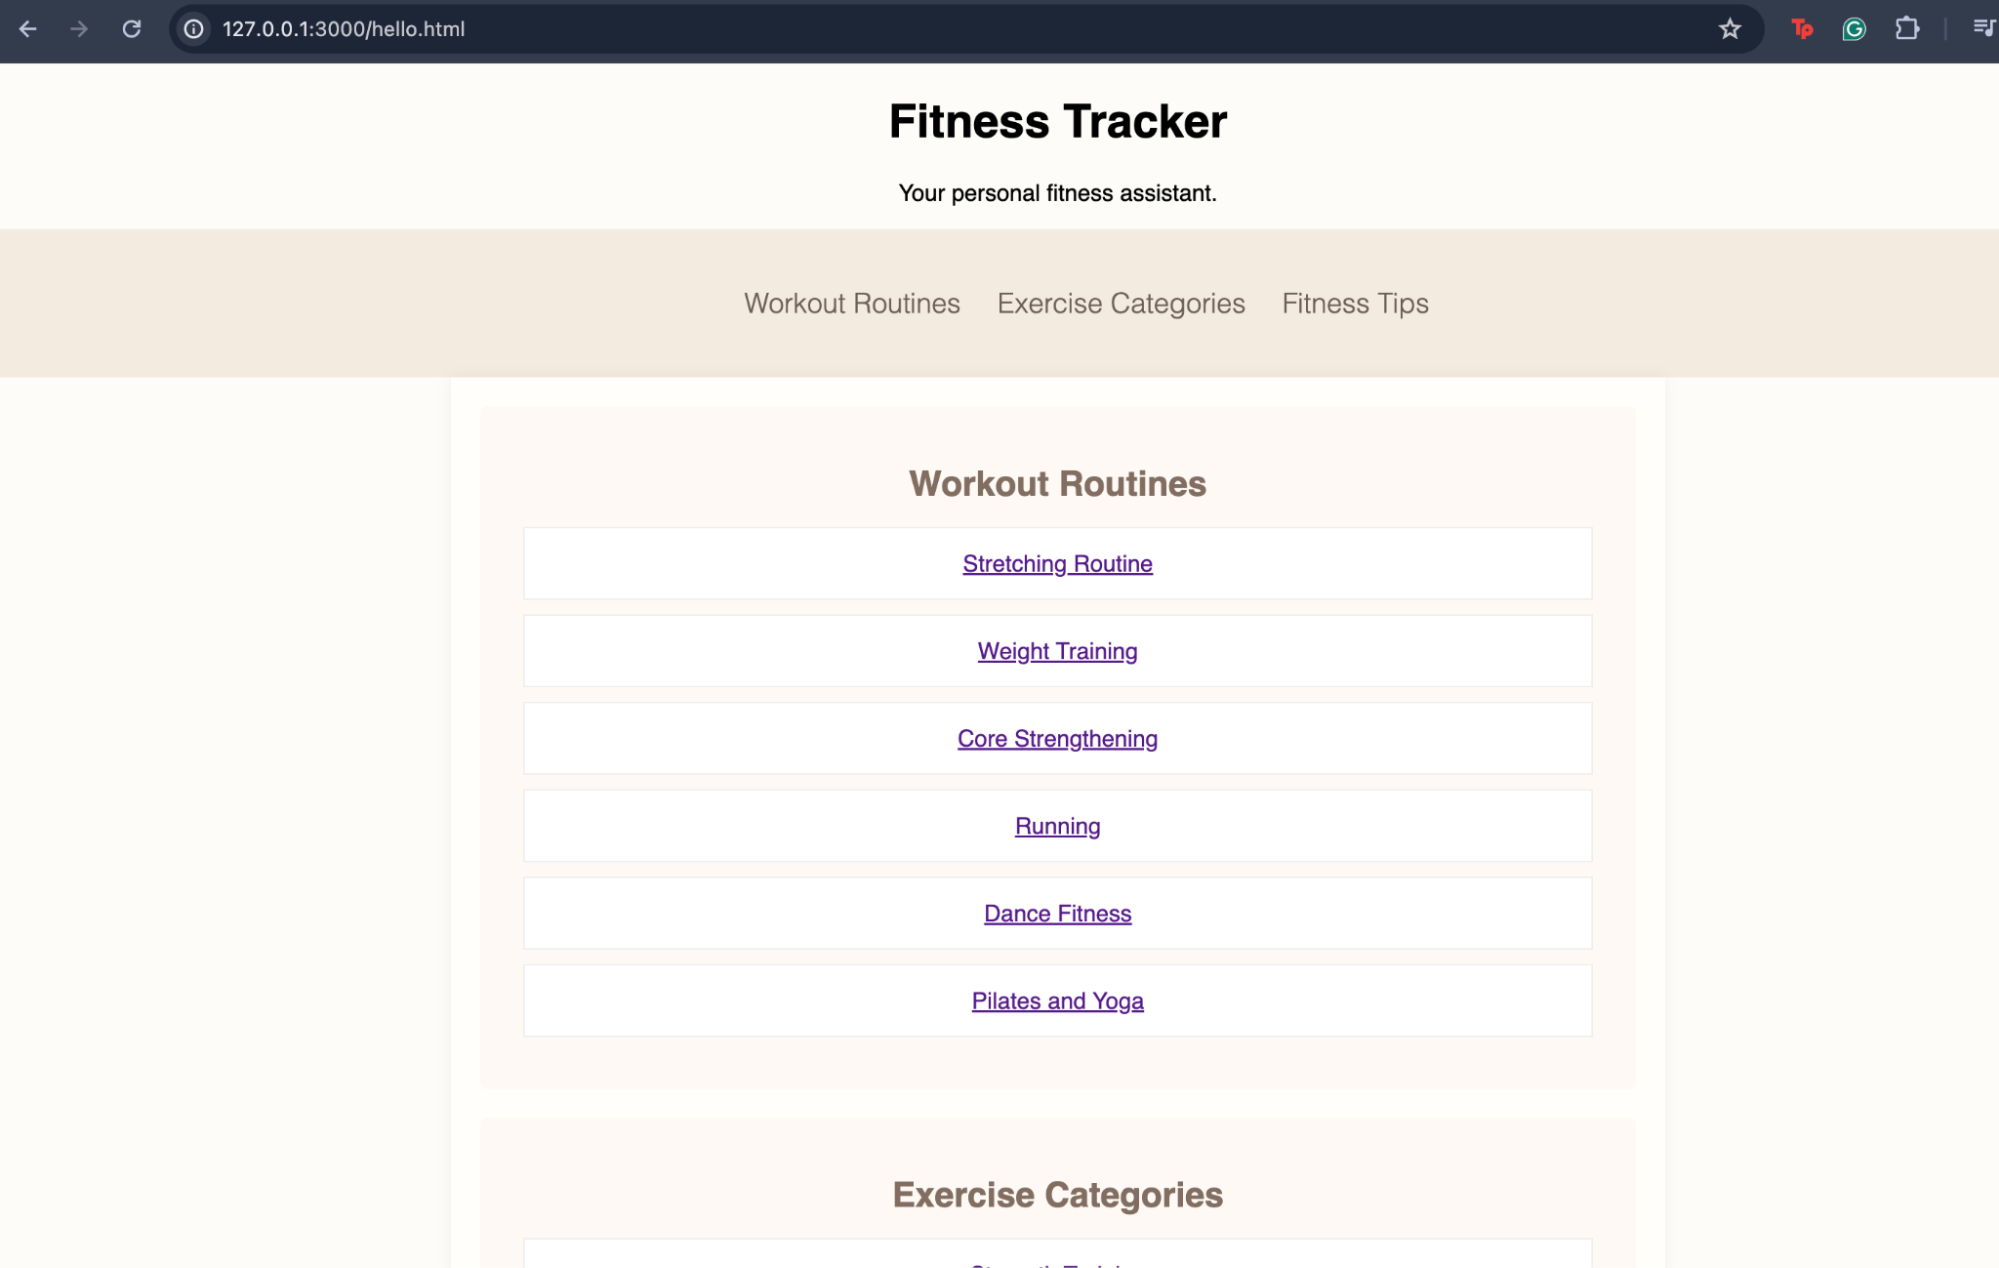 127.0.0.1:3000/hello.html
Fitness Tracker
Your personal fitness assistant.
Workout Routines Exercise Categories Fitness Tips
Workout Routines
Stretching Routine
Weight Training
Core Strengthening
Running
Dance Fitness
Pilates and Yoga
Exercise Categories